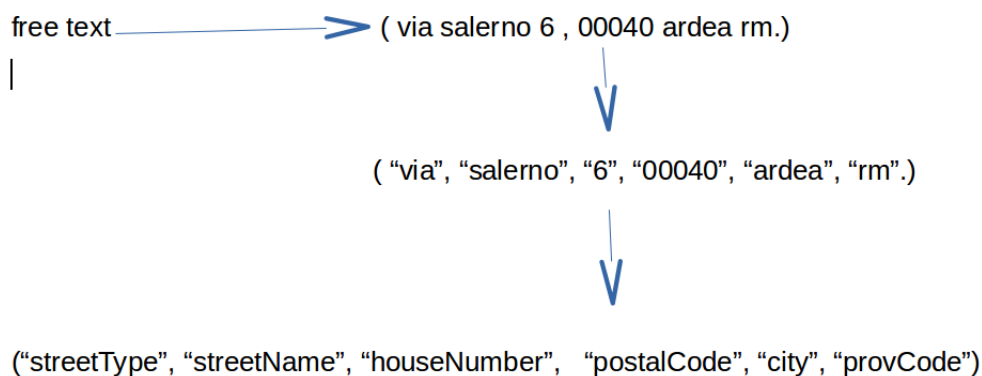 free text ( via salerno 6 , 00040 ardea rm.)
( “via”, “salerno”, “6”, “00040”, “ardea”, “rm”.)
(“streetType”, “streetName”, “houseNumber”, “postalCode”, “city”, “provCode”)